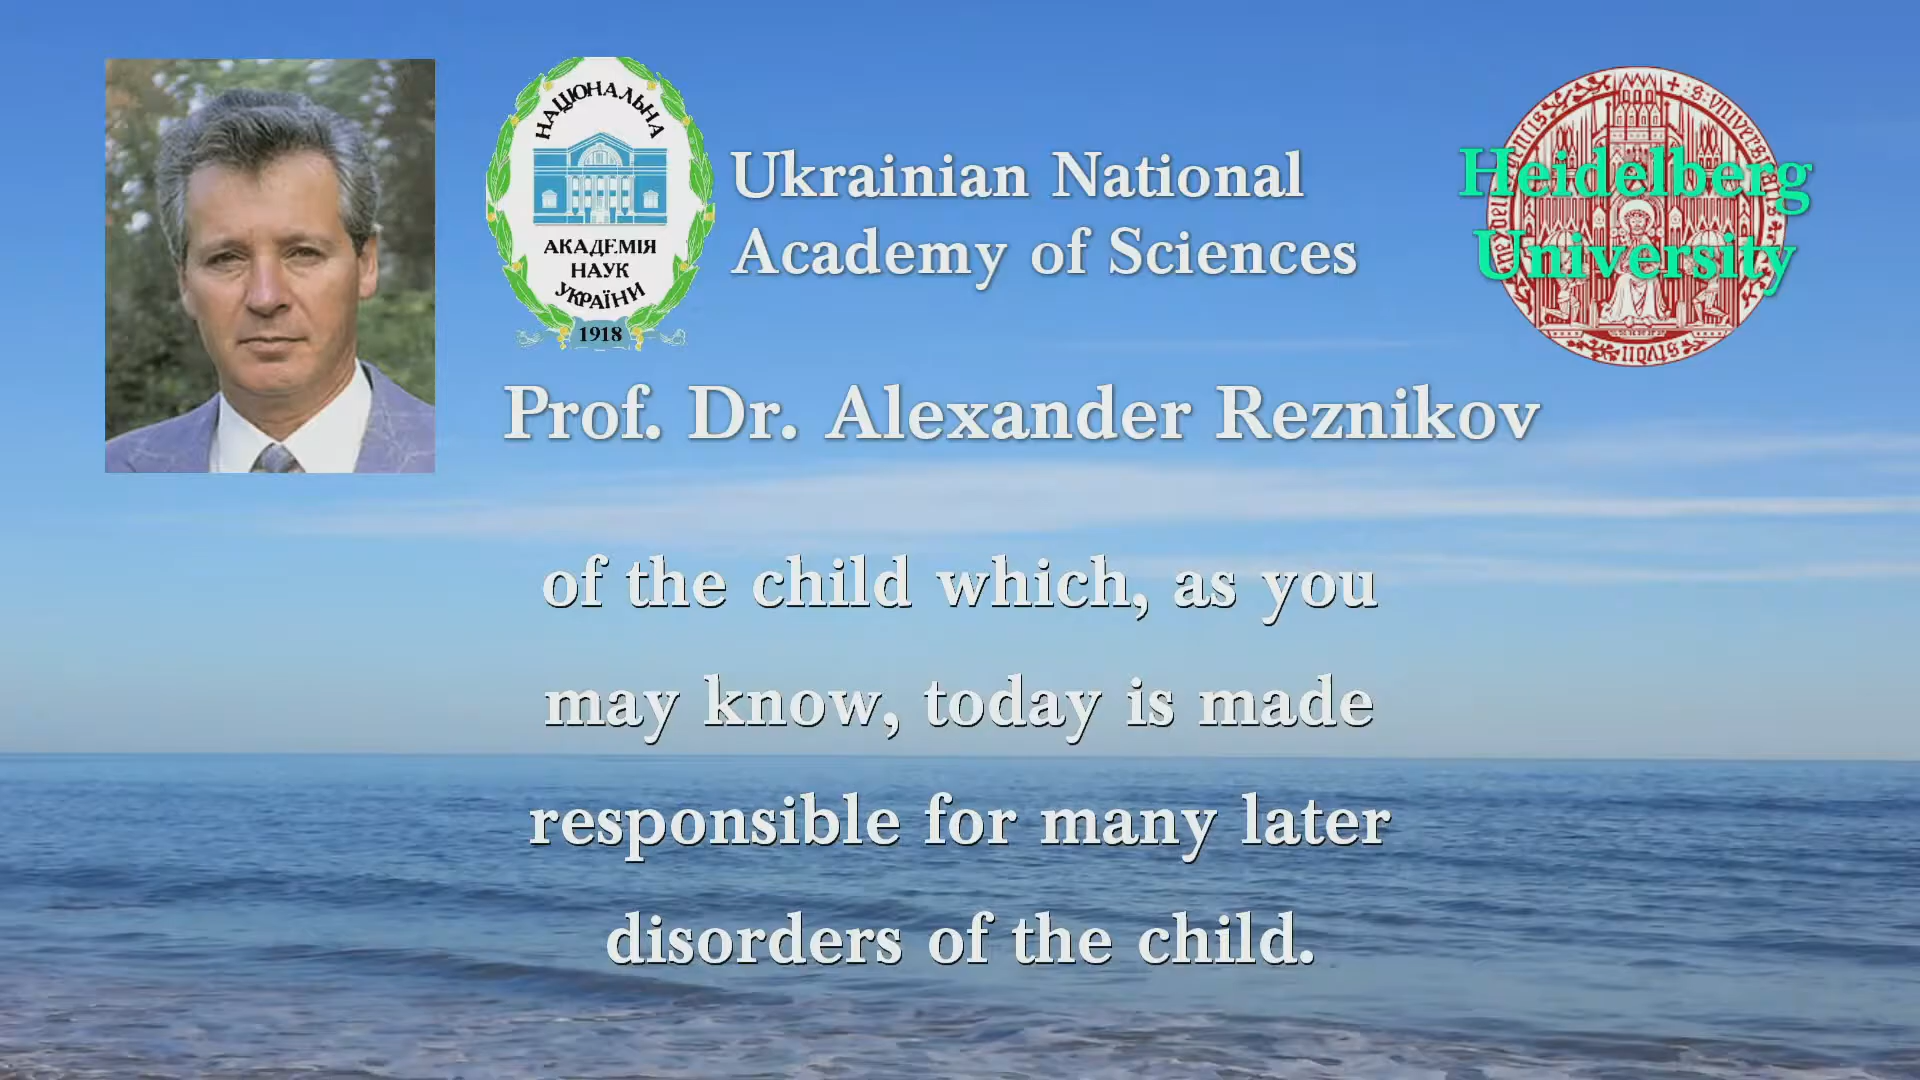 НАЦІОНАЛЬНА
АКАДЕМІЯ
НАУК
УКРАЇНИ
1918
Ukrainian National
Academy of Sciences
Heidelberg
University
Prof. Dr. Alexander Reznikov
of the child which, as you
may know, today is made
responsible for many later
disorders of the child.